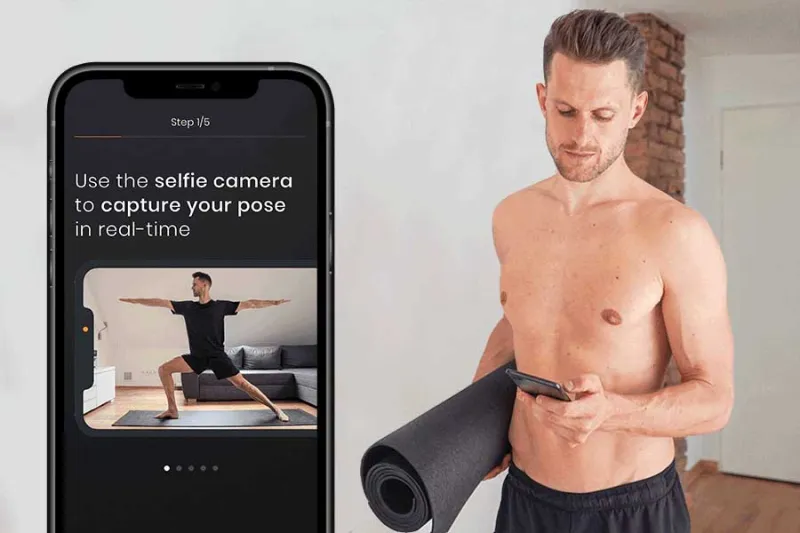 Step 1/5
Use the selfie camera
to capture your pose
in real-time